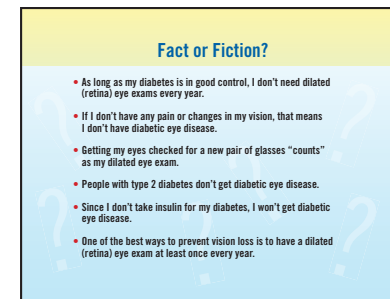 Fact or Fiction?
• As long as my diabetes is in good control, I don't need dilated
(retina) eye exams every year.
• If I don't have any pain or changes in my vision, that means
I don't have diabetic eye disease.
• Getting my eyes checked for a new pair of glasses “counts”
as my dilated eye exam.
• People with type 2 diabetes don't get diabetic eye disease.
• Since I don't take insulin for my diabetes, I won't get diabetic
eye disease.
• One of the best ways to prevent vision loss is to have a dilated
(retina) eye exam at least once every year.